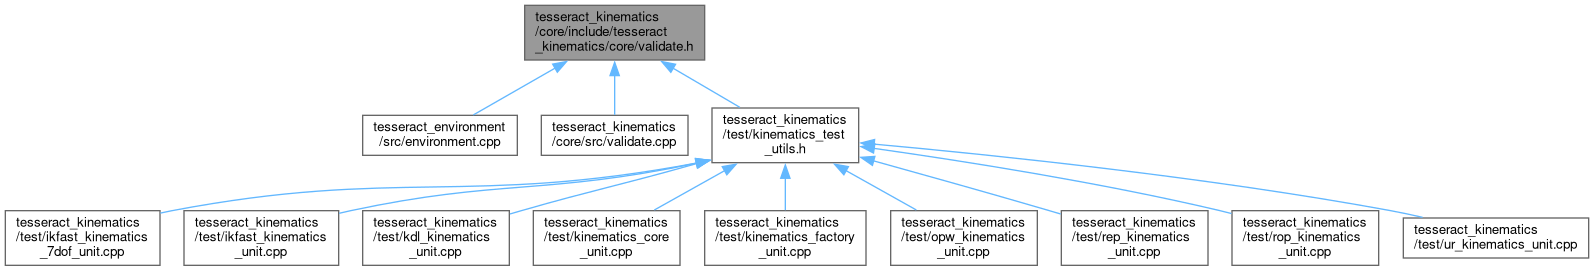 tesseract_kinematics
/core/include/tesseract
_kinematics/core/validate.h
tesseract_environment
/src/environment.cpp
tesseract_kinematics
/core/src/validate.cpp
tesseract_kinematics
/test/kinematics_test
_utils.h
tesseract_kinematics
/test/ikfast_kinematics
_7dof_unit.cpp
tesseract_kinematics
/test/ikfast_kinematics
_unit.cpp
tesseract_kinematics
/test/kdl_kinematics
_unit.cpp
tesseract_kinematics
/test/kinematics_core
_unit.cpp
tesseract_kinematics
/test/kinematics_factory
_unit.cpp
tesseract_kinematics
/test/opw_kinematics
_unit.cpp
tesseract_kinematics
/test/rep_kinematics
_unit.cpp
tesseract_kinematics
/test/rop_kinematics
_unit.cpp
tesseract_kinematics
/test/ur_kinematics_unit.cpp